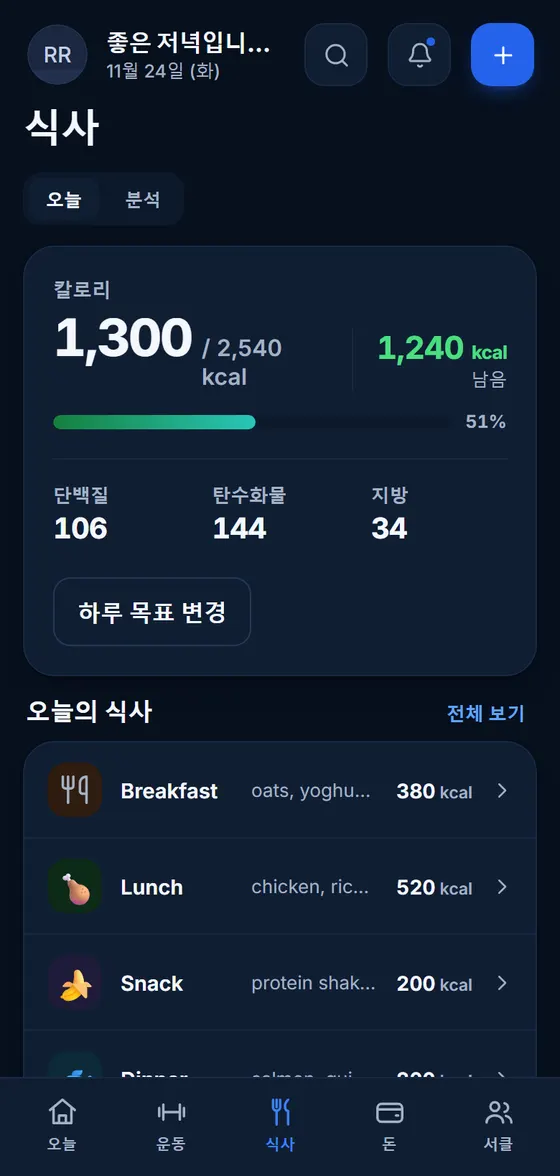 RR
좋은 저녁입니...
11월 24일 (화)
식사
오늘
분석
칼로리
1,300 / 2,540 kcal
1,240 kcal
남음
51%
단백질
탄수화물
지방
106
144
34
하루 목표 변경
오늘의 식사
전체 보기
Breakfast oats, yoghu... 380 kcal
Lunch chicken, ric... 520 kcal
Snack protein shak... 200 kcal
Dinner
오늘
운동
식사
돈
서클